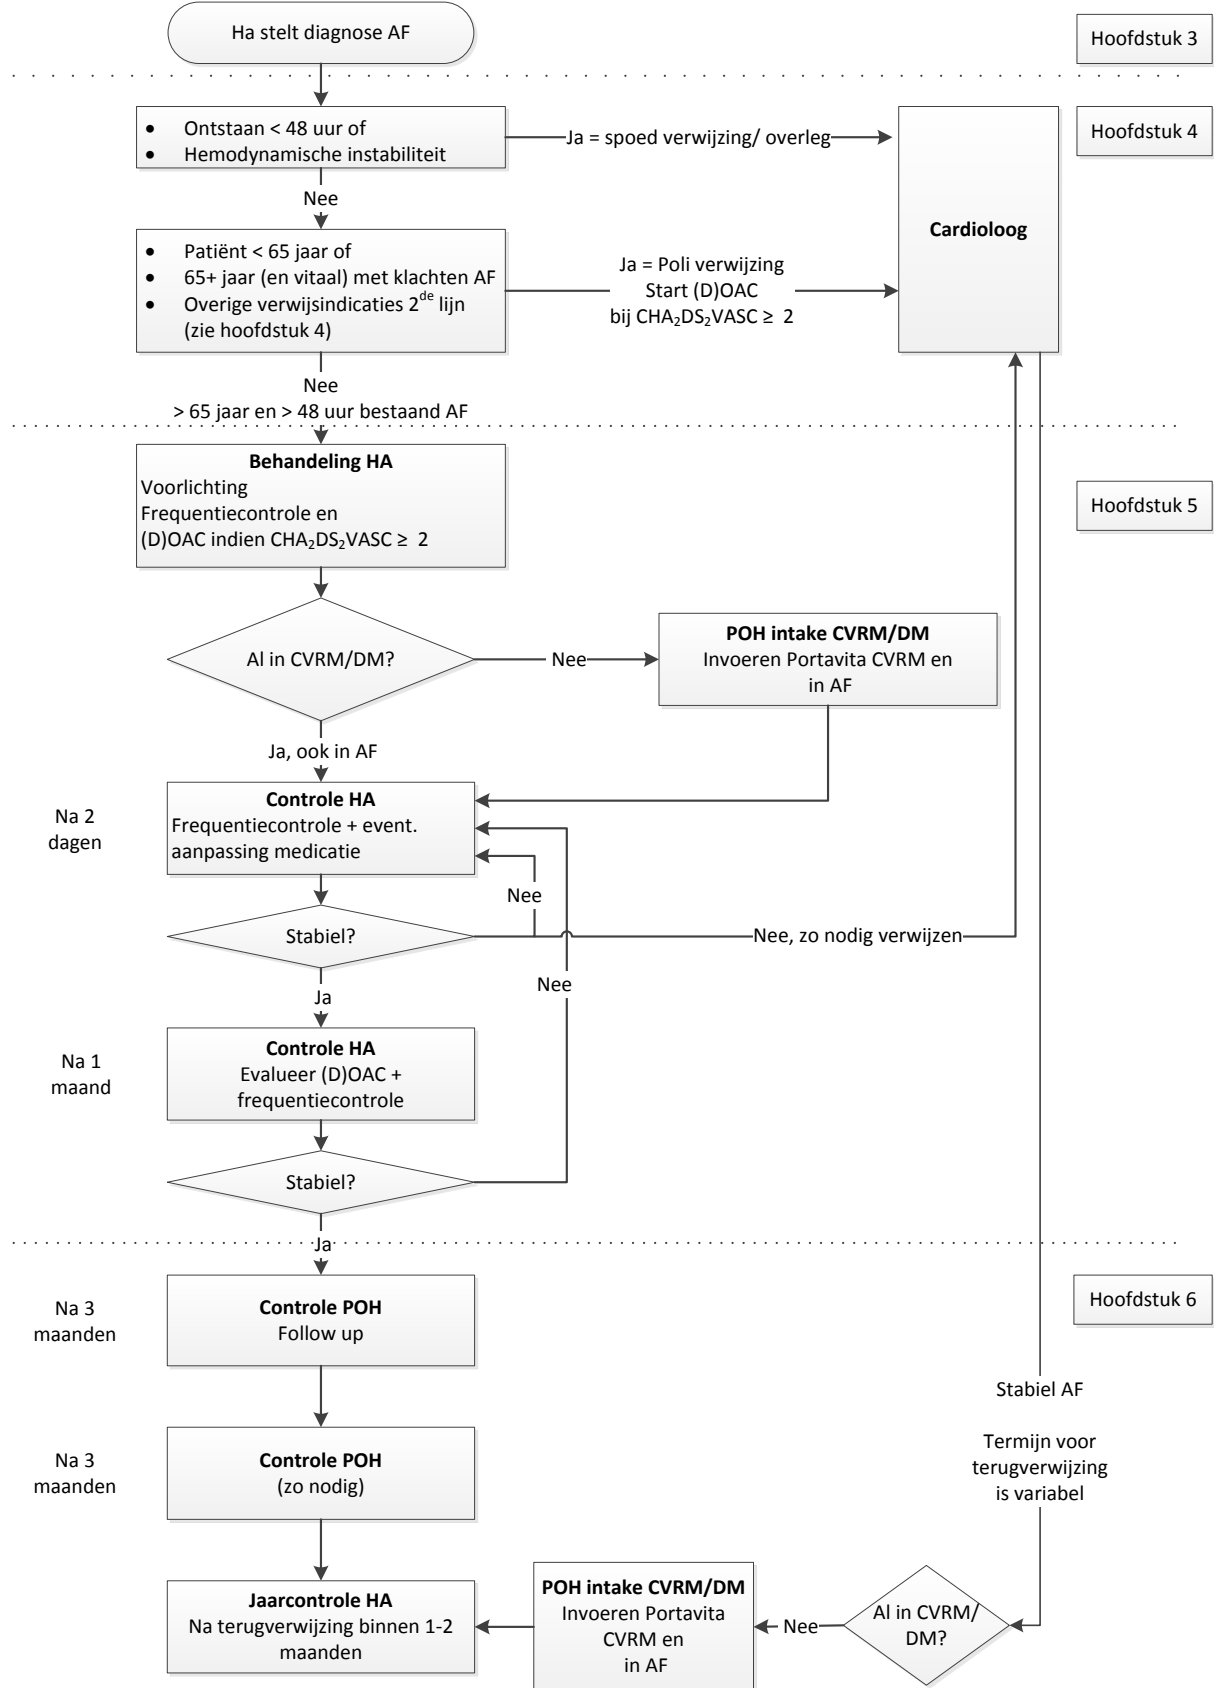 Ha stelt diagnose AF
Hoofdstuk 3
• Ontstaan < 48 uur of
• Hemodynamische instabiliteit
Ja = spoed verwijzing/ overleg
Cardioloog
Hoofdstuk 4
Nee
• Patiënt < 65 jaar of
• 65+ jaar (en vitaal) met klachten AF
• Overige verwijsindicaties 2de lijn
(zie hoofdstuk 4)
Ja = Poli verwijzing
Start (D)OAC
bij CHA₂DS₂VASC ≥ 2
Nee
> 65 jaar en > 48 uur bestaand AF
Behandeling HA
Voorlichting
Frequentiecontrole en
(D)OAC indien CHA₂DS₂VASC ≥ 2
Hoofdstuk 5
Al in CVRM/DM?
Nee
POH intake CVRM/DM
Invoeren Portavita CVRM en
in AF
Ja, ook in AF
Na 2
dagen
Controle HA
Frequentiecontrole + event.
aanpassing medicatie
Nee
Stabiel?
Nee, zo nodig verwijzen
Nee
Ja
Na 1
maand
Controle HA
Evalueer (D)OAC +
frequentiecontrole
Stabiel?
Ja
Na 3
maanden
Controle POH
Follow up
Hoofdstuk 6
Stabiel AF
Termijn voor
terugverwijzing
is variabel
Na 3
maanden
Controle POH
(zo nodig)
Jaarcontrole HA
Na terugverwijzing binnen 1-2
maanden
POH intake CVRM/DM
Invoeren Portavita
CVRM en
in AF
Nee
Al in CVRM/
DM?